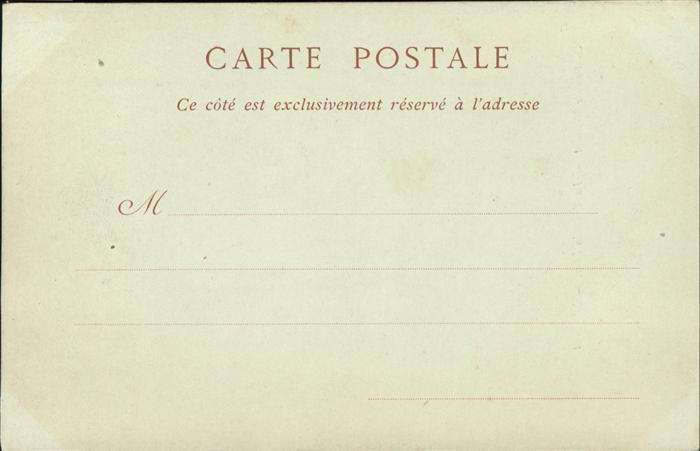 CARTE POSTALE
Ce côté est exclusivement réservé à l'adresse
M